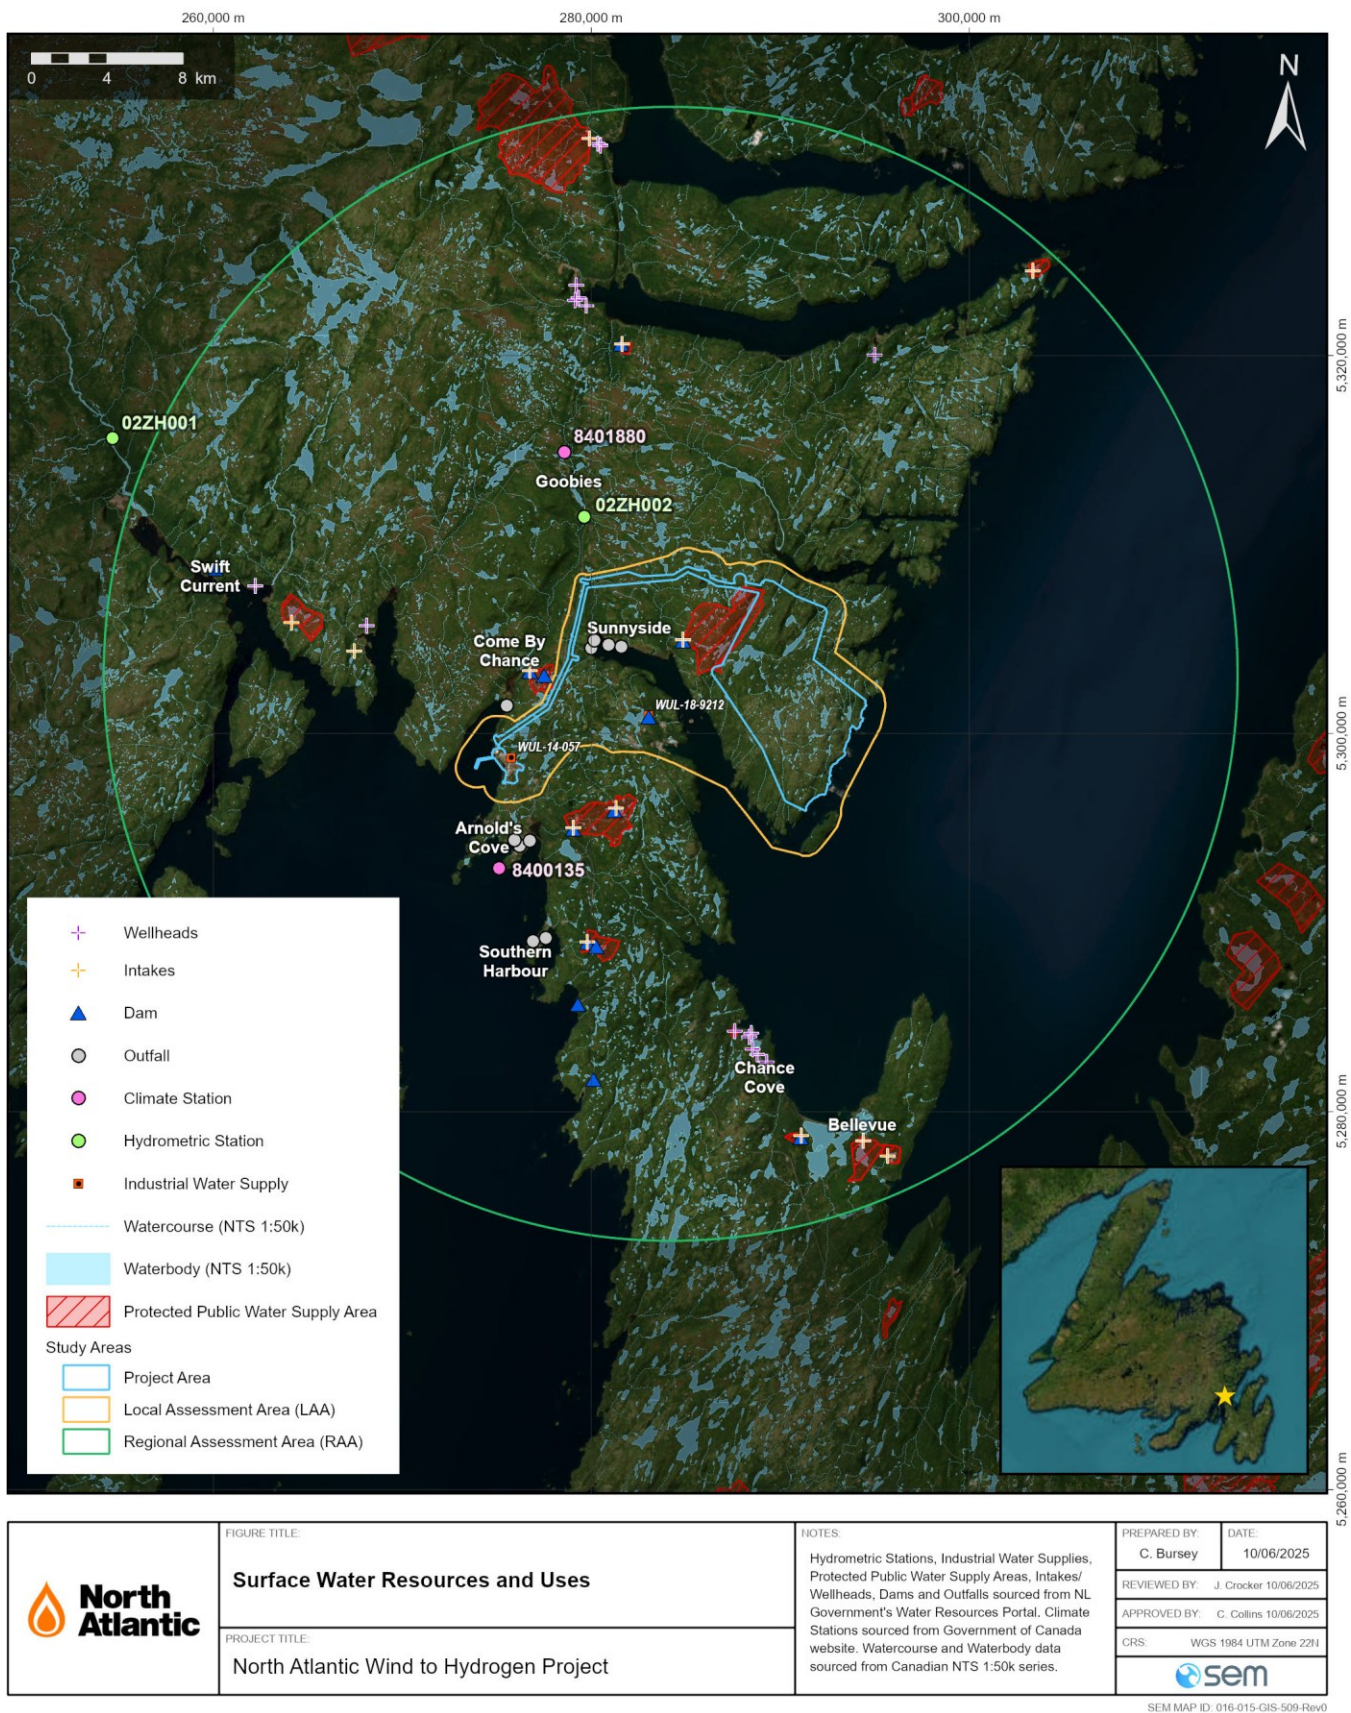 260,000 m
280,000 m
300,000 m
0 4 8 km
N
5,320,000 m
02ZH001
8401880
Goobies
02ZH002
Swift
Current
Sunnyside
Come By
Chance
WUL-18-9212
5,300,000 m
WUL-14-057
Arnold's
Cove
8400135
Southern
Harbour
Chance
Cove
5,280,000 m
Bellevue
5,260,000 m
Wellheads
Intakes
Dam
Outfall
Climate Station
Hydrometric Station
Industrial Water Supply
Watercourse (NTS 1:50k)
Waterbody (NTS 1:50k)
Protected Public Water Supply Area
Study Areas
Project Area
Local Assessment Area (LAA)
Regional Assessment Area (RAA)
North
Atlantic
FIGURE TITLE:
Surface Water Resources and Uses
PROJECT TITLE:
North Atlantic Wind to Hydrogen Project
NOTES:
Hydrometric Stations, Industrial Water Supplies,
Protected Public Water Supply Areas, Intakes/
Wellheads, Dams and Outfalls sourced from NL
Government's Water Resources Portal. Climate
Stations sourced from Government of Canada
website. Watercourse and Waterbody data
sourced from Canadian NTS 1:50k series.
PREPARED BY:
C. Bursey
DATE:
10/06/2025
REVIEWED BY: J. Crocker 10/06/2025
APPROVED BY: C. Collins 10/06/2025
CRS: WGS 1984 UTM Zone 22N
sem
SEM MAP ID: 016-015-GIS-509-Rev0